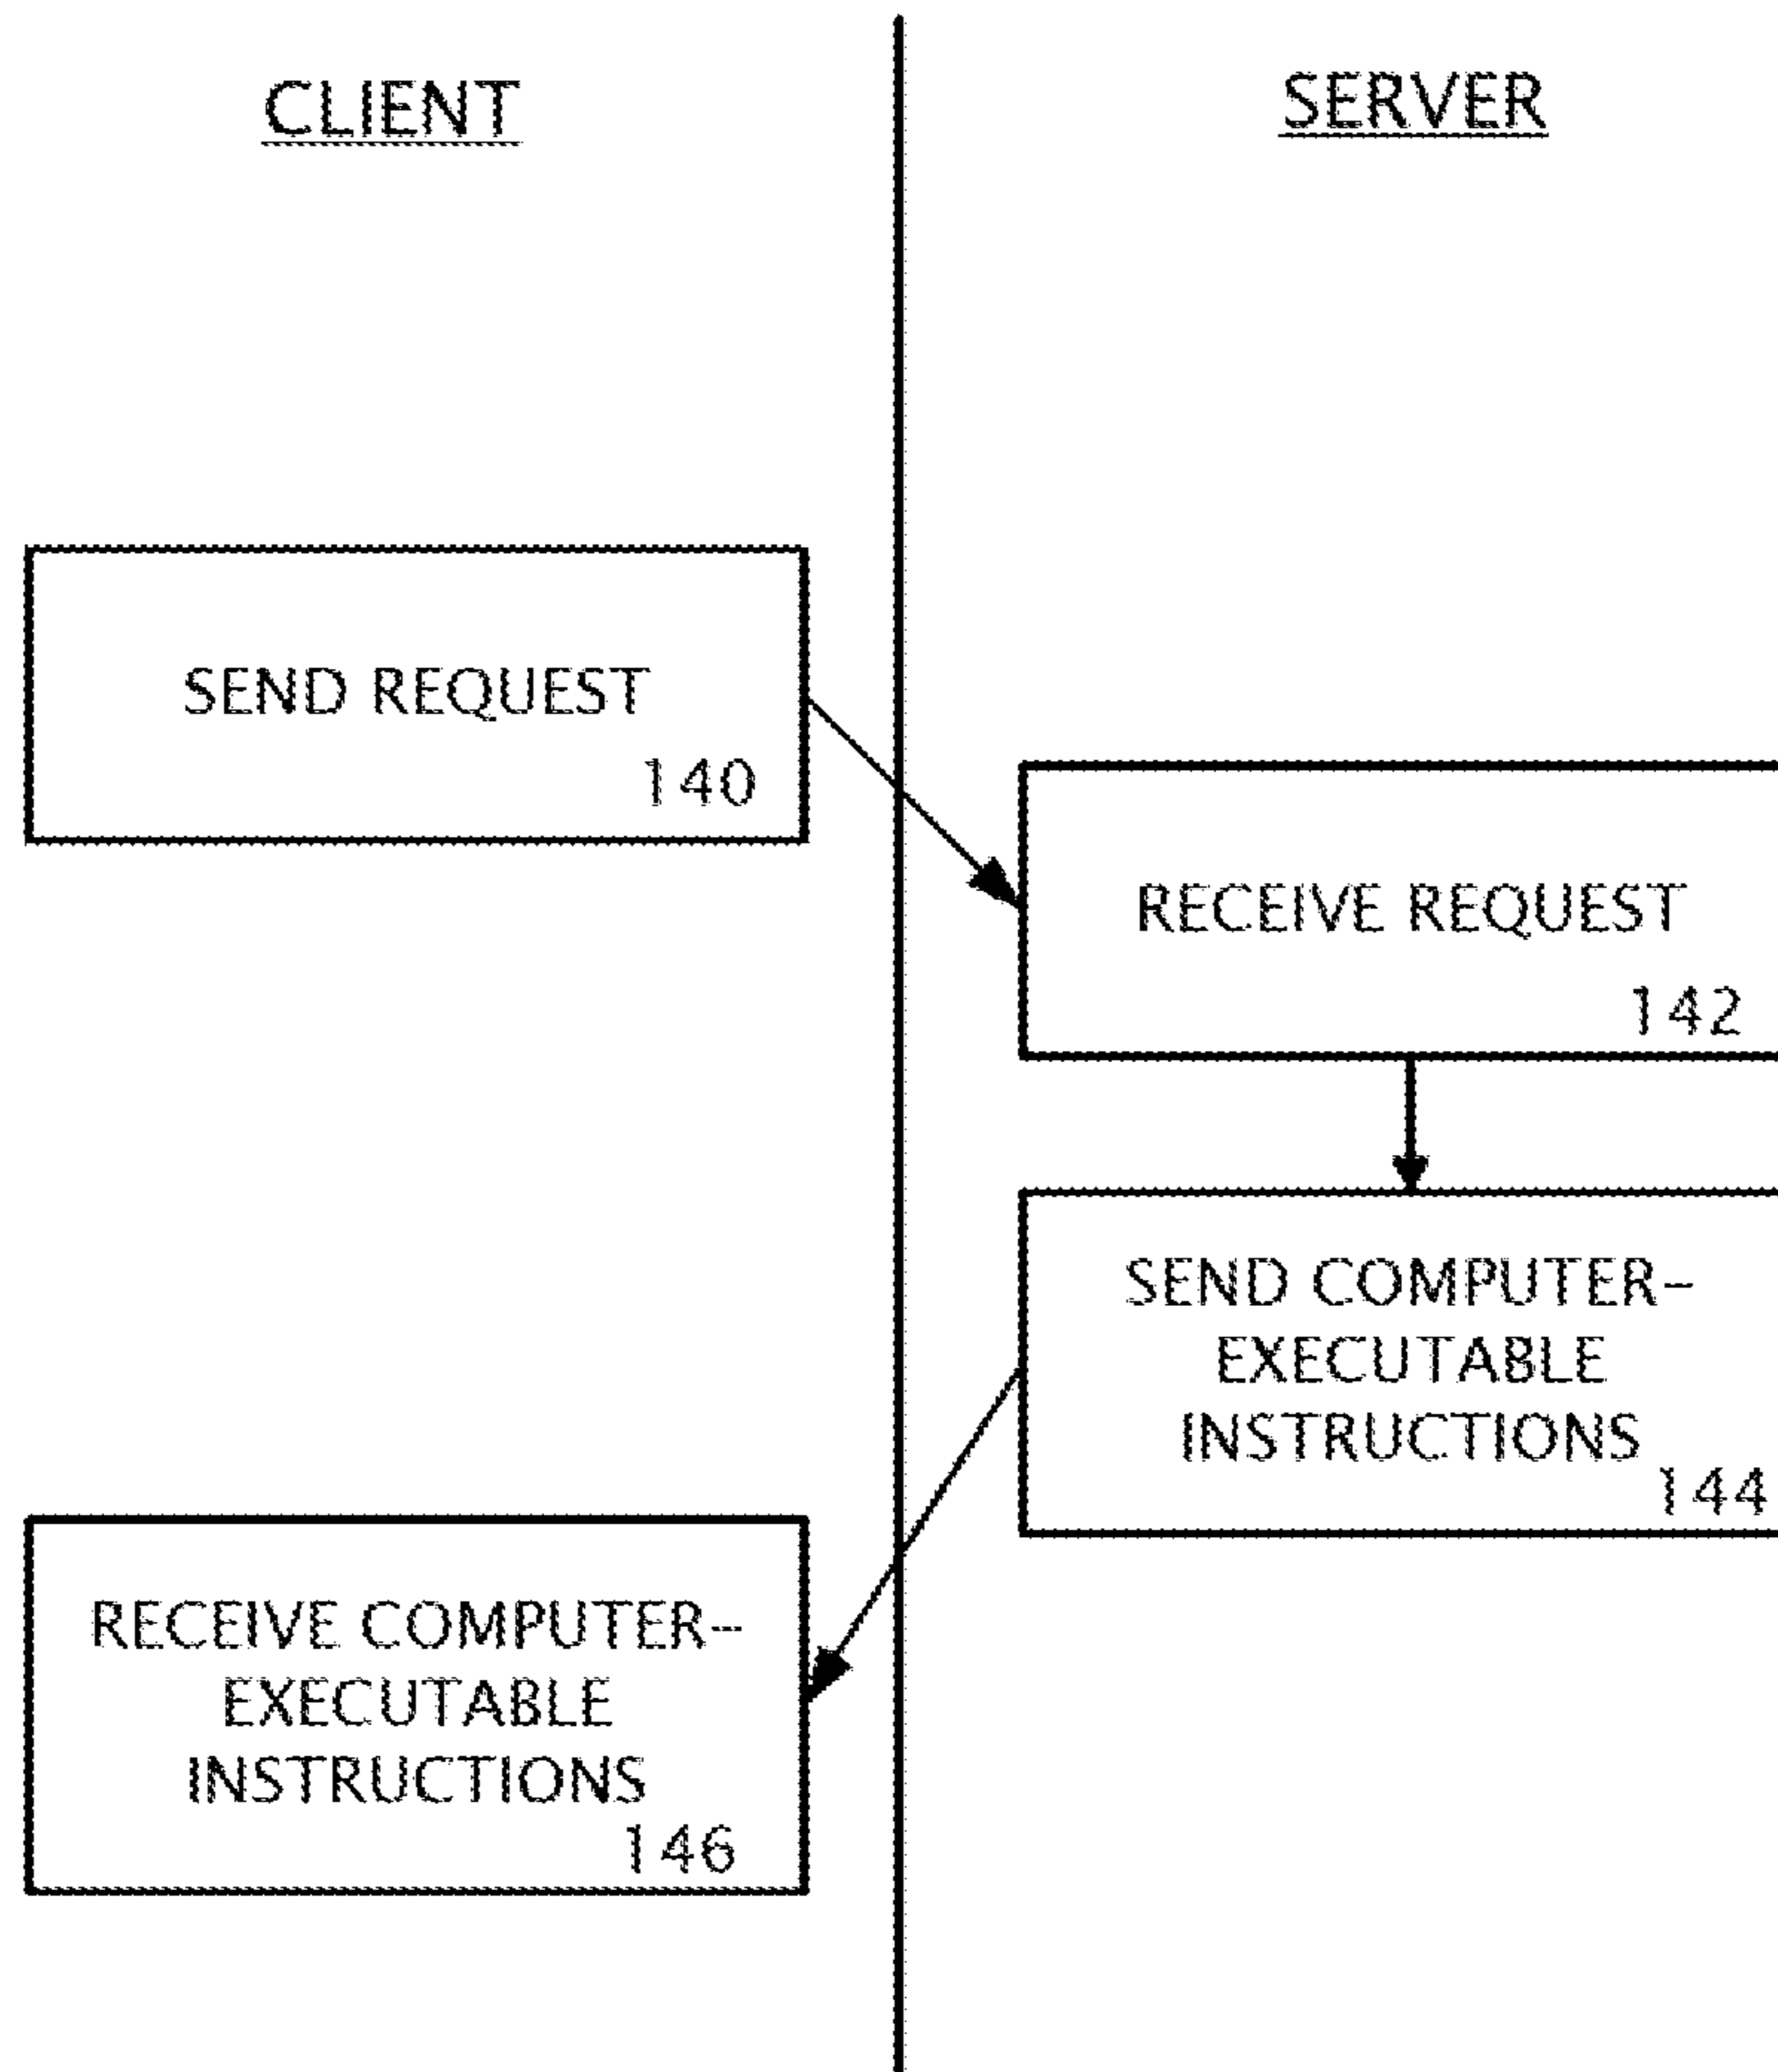 CLIENT
SERVER
SEND REQUEST
140
RECEIVE REQUEST
142
SEND COMPUTER-
EXECUTABLE
INSTRUCTIONS
144
RECEIVE COMPUTER-
EXECUTABLE
INSTRUCTIONS
146